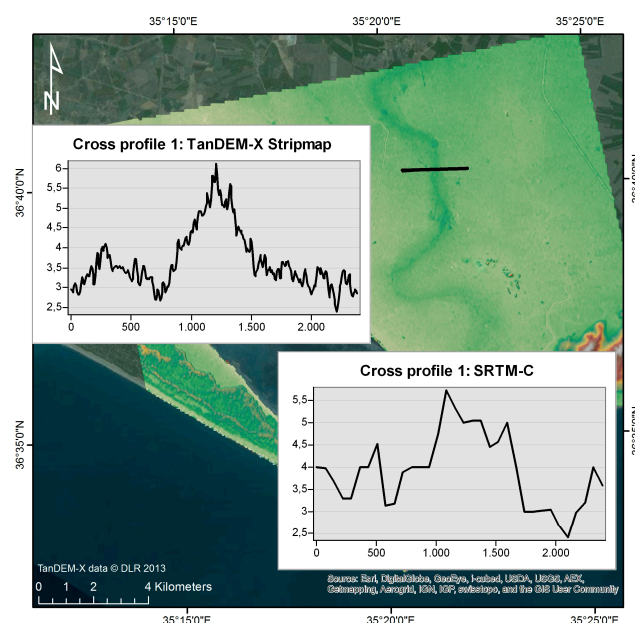 35°15'0"E 35°20'0"E 35°25'0"E
N
Cross profile 1: TanDEM-X Stripmap
6
5,5
5
4,5
4
3,5
3
2,5
0 500 1.000 1.500 2.000
36°40'0"N
36°35'0"N
Cross profile 1: SRTM-C
5,5
5
4,5
4
3,5
3
2,5
0 500 1.000 1.500 2.000
TanDEM-X data © DLR 2013
0 1 2 4 Kilometers
Source: Esri, DigitalGlobe, GeoEye, i-cubed, USDA, USGS, AEX,
Getmapping, Aerogrid, IGN, IGP, swisstopo, and the GIS User Community
35°15'0"E 35°20'0"E 35°25'0"E